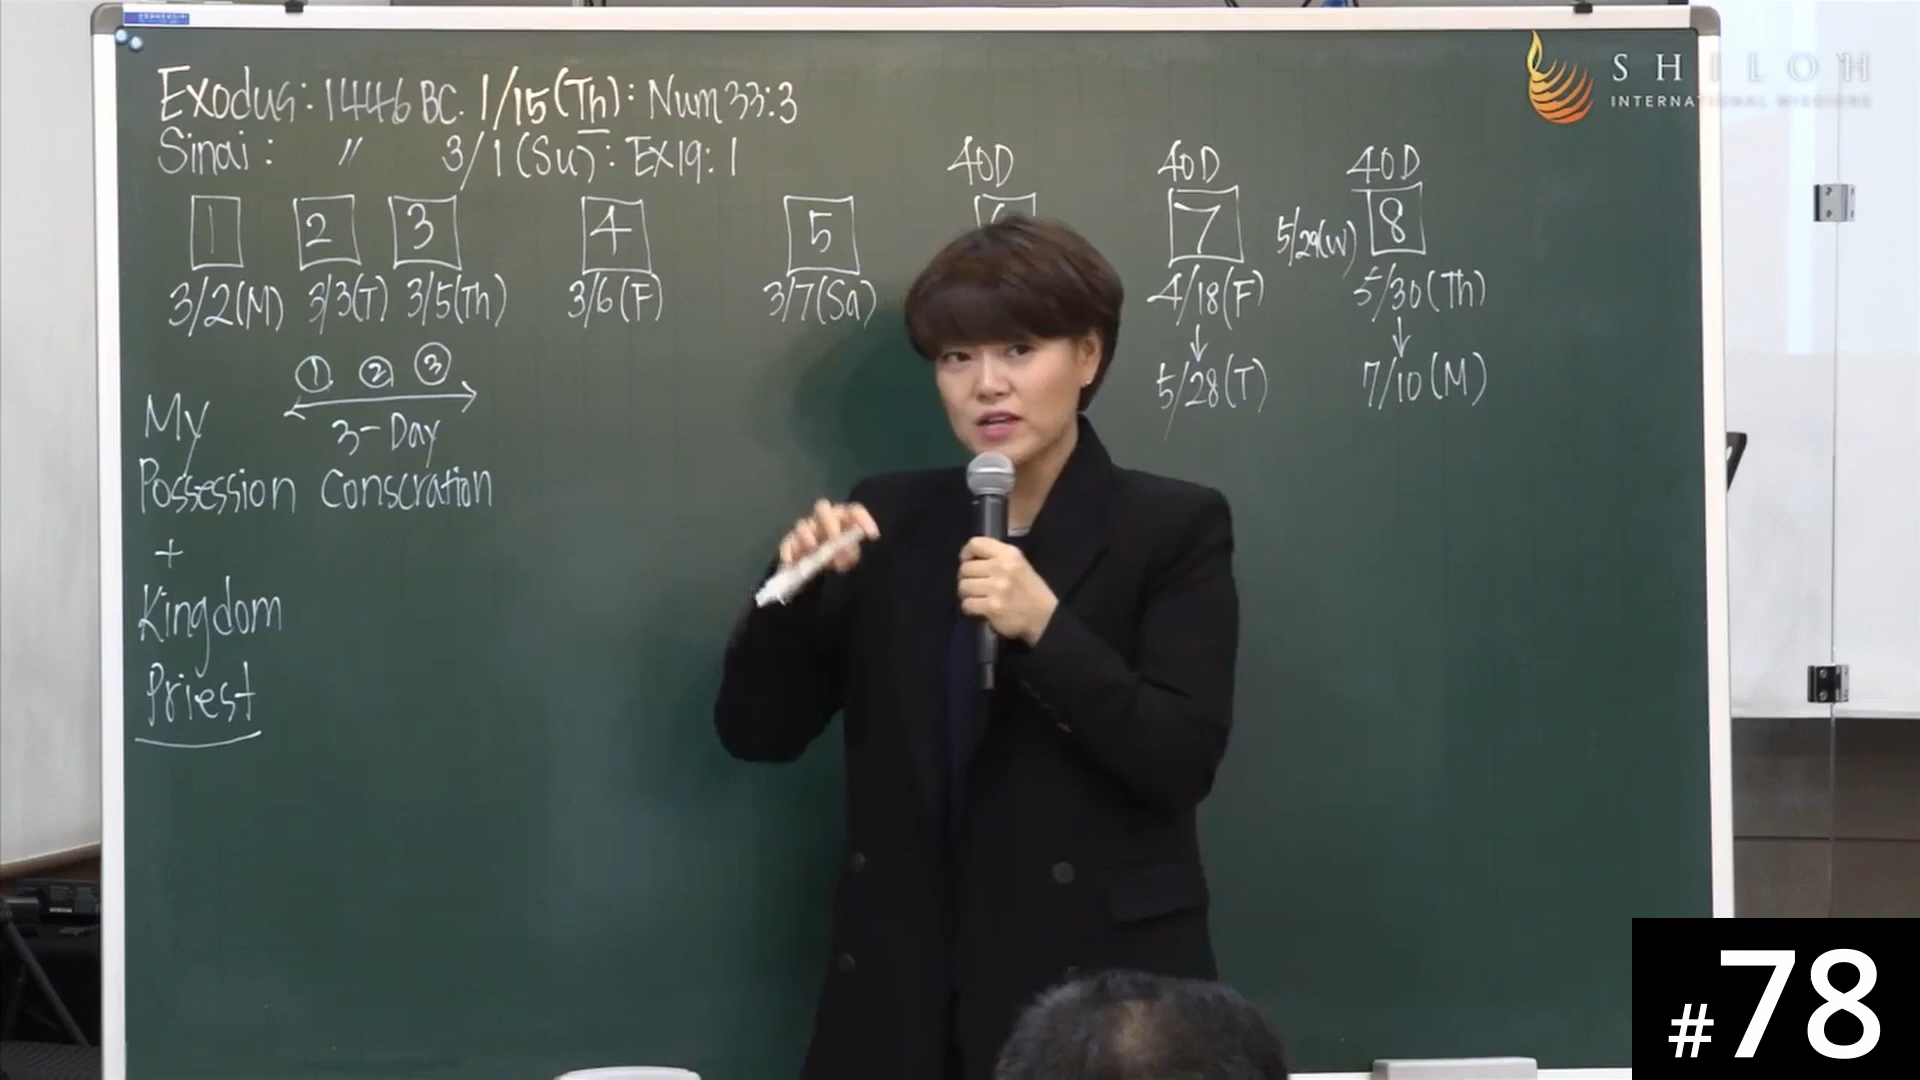 SHILOH
INTERNATIONAL MISSIONS
Exodus: 1446 BC. 1/15(Th): Num 33:3
Sinai: 〃 3/1(Su): EX19:1
40D 40D 40D
1 2 3 4 5 7 5/29(W) 8
3/2(M) 3/3(T) 3/5(Th) 3/6(F) 3/7(Sa) 4/18(F) 5/30(Th)
↓ ↓
5/28(T) 7/10(M)
① ② ③
3-Day
Conscration
My
Possession
+
Kingdom
Priest
#78